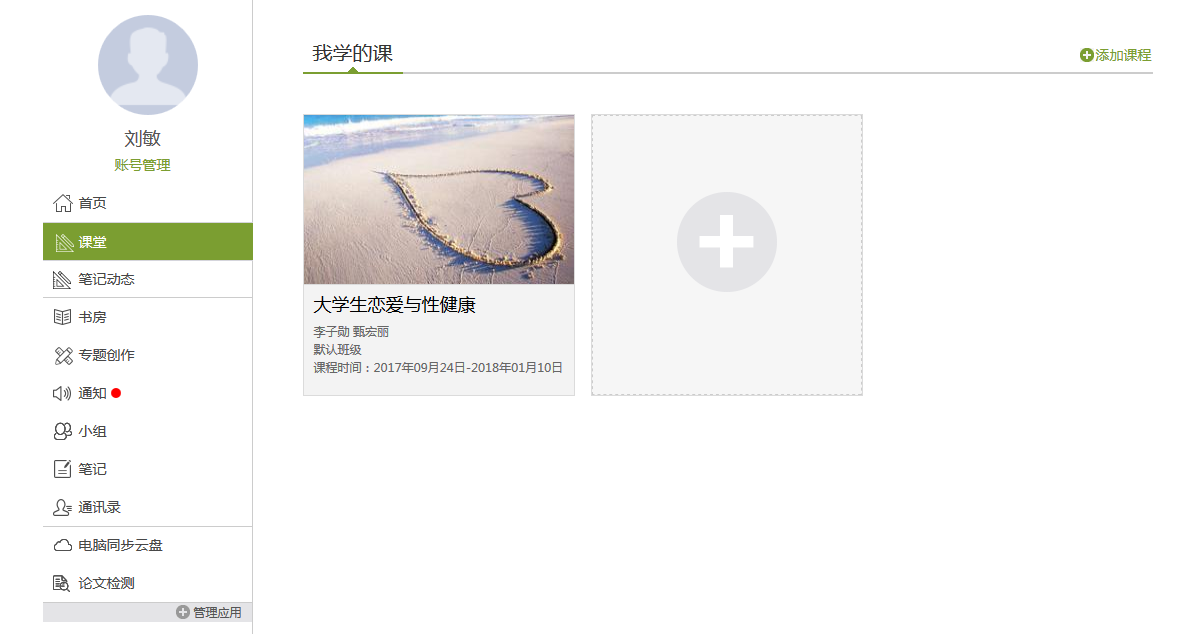 刘敏
账号管理
首页
课堂
笔记动态
书房
专题创作
通知
小组
笔记
通讯录
电脑同步云盘
论文检测
管理应用
我学的课
添加课程
大学生恋爱与性健康
李子勋 甄宏丽
默认班级
课程时间：2017年09月24日-2018年01月10日